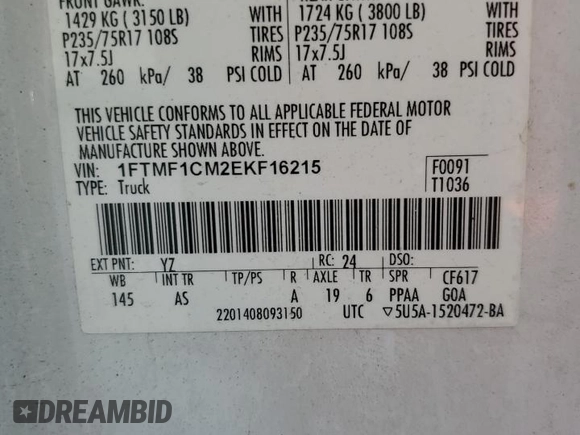 FRONT GAWR:
1429 KG ( 3150 LB) WITH
P235/75R17 108S TIRES
17x7.5J RIMS
AT 260 kPa/ 38 PSI COLD
1724 KG ( 3800 LB) WITH
P235/75R17 108S TIRES
17x7.5J RIMS
AT 260 kPa/ 38 PSI COLD
THIS VEHICLE CONFORMS TO ALL APPLICABLE FEDERAL MOTOR
VEHICLE SAFETY STANDARDS IN EFFECT ON THE DATE OF
MANUFACTURE SHOWN ABOVE.
VIN: 1FTMF1CM2EKF16215
TYPE: Truck
F0091
T1036
EXT PNT: YZ RC: 24 DSO:
WB INT TR TP/PS R AXLE TR SPR CF617
145 AS A 19 6 PPAA GOA
2201408093150 UTC ▽5U5A-1520472-BA
DREAMBID